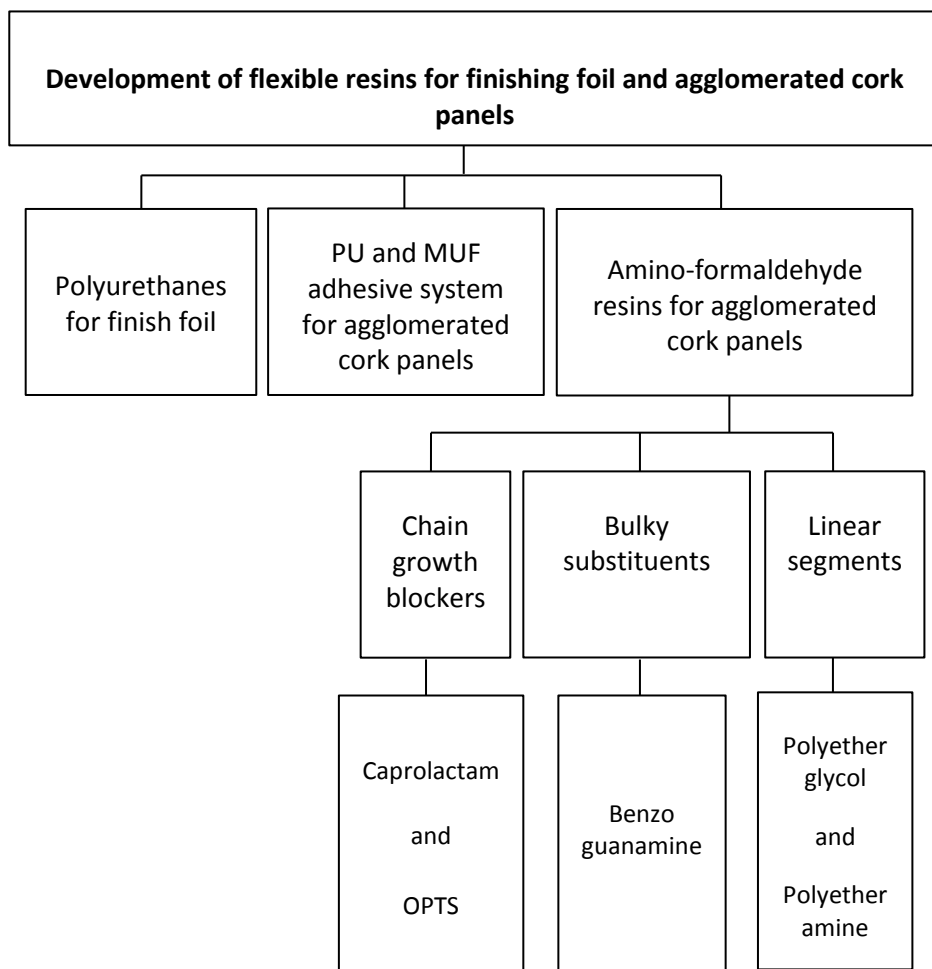 Development of flexible resins for finishing foil and agglomerated cork
panels
Polyurethanes
for finish foil
PU and MUF
adhesive system
for agglomerated
cork panels
Amino-formaldehyde
resins for agglomerated
cork panels
Chain
growth
blockers
Bulky
substituents
Linear
segments
Caprolactam
and
OPTS
Benzo
guanamine
Polyether
glycol
and
Polyether
amine